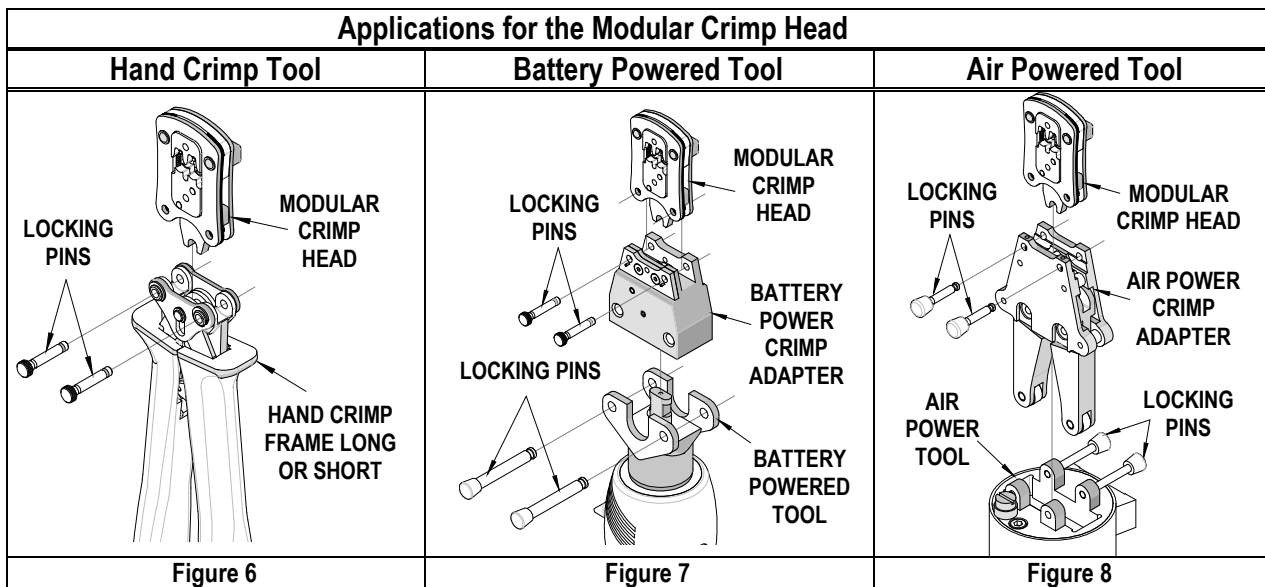 Applications for the Modular Crimp Head
Hand Crimp Tool
Battery Powered Tool
Air Powered Tool
LOCKING
PINS
MODULAR
CRIMP
HEAD
HAND CRIMP
FRAME LONG
OR SHORT
LOCKING
PINS
MODULAR
CRIMP
HEAD
BATTERY
POWER
CRIMP
ADAPTER
LOCKING PINS
BATTERY
POWERED
TOOL
LOCKING
PINS
MODULAR
CRIMP HEAD
AIR POWER
CRIMP
ADAPTER
AIR
POWER
TOOL
LOCKING
PINS
Figure 6
Figure 7
Figure 8